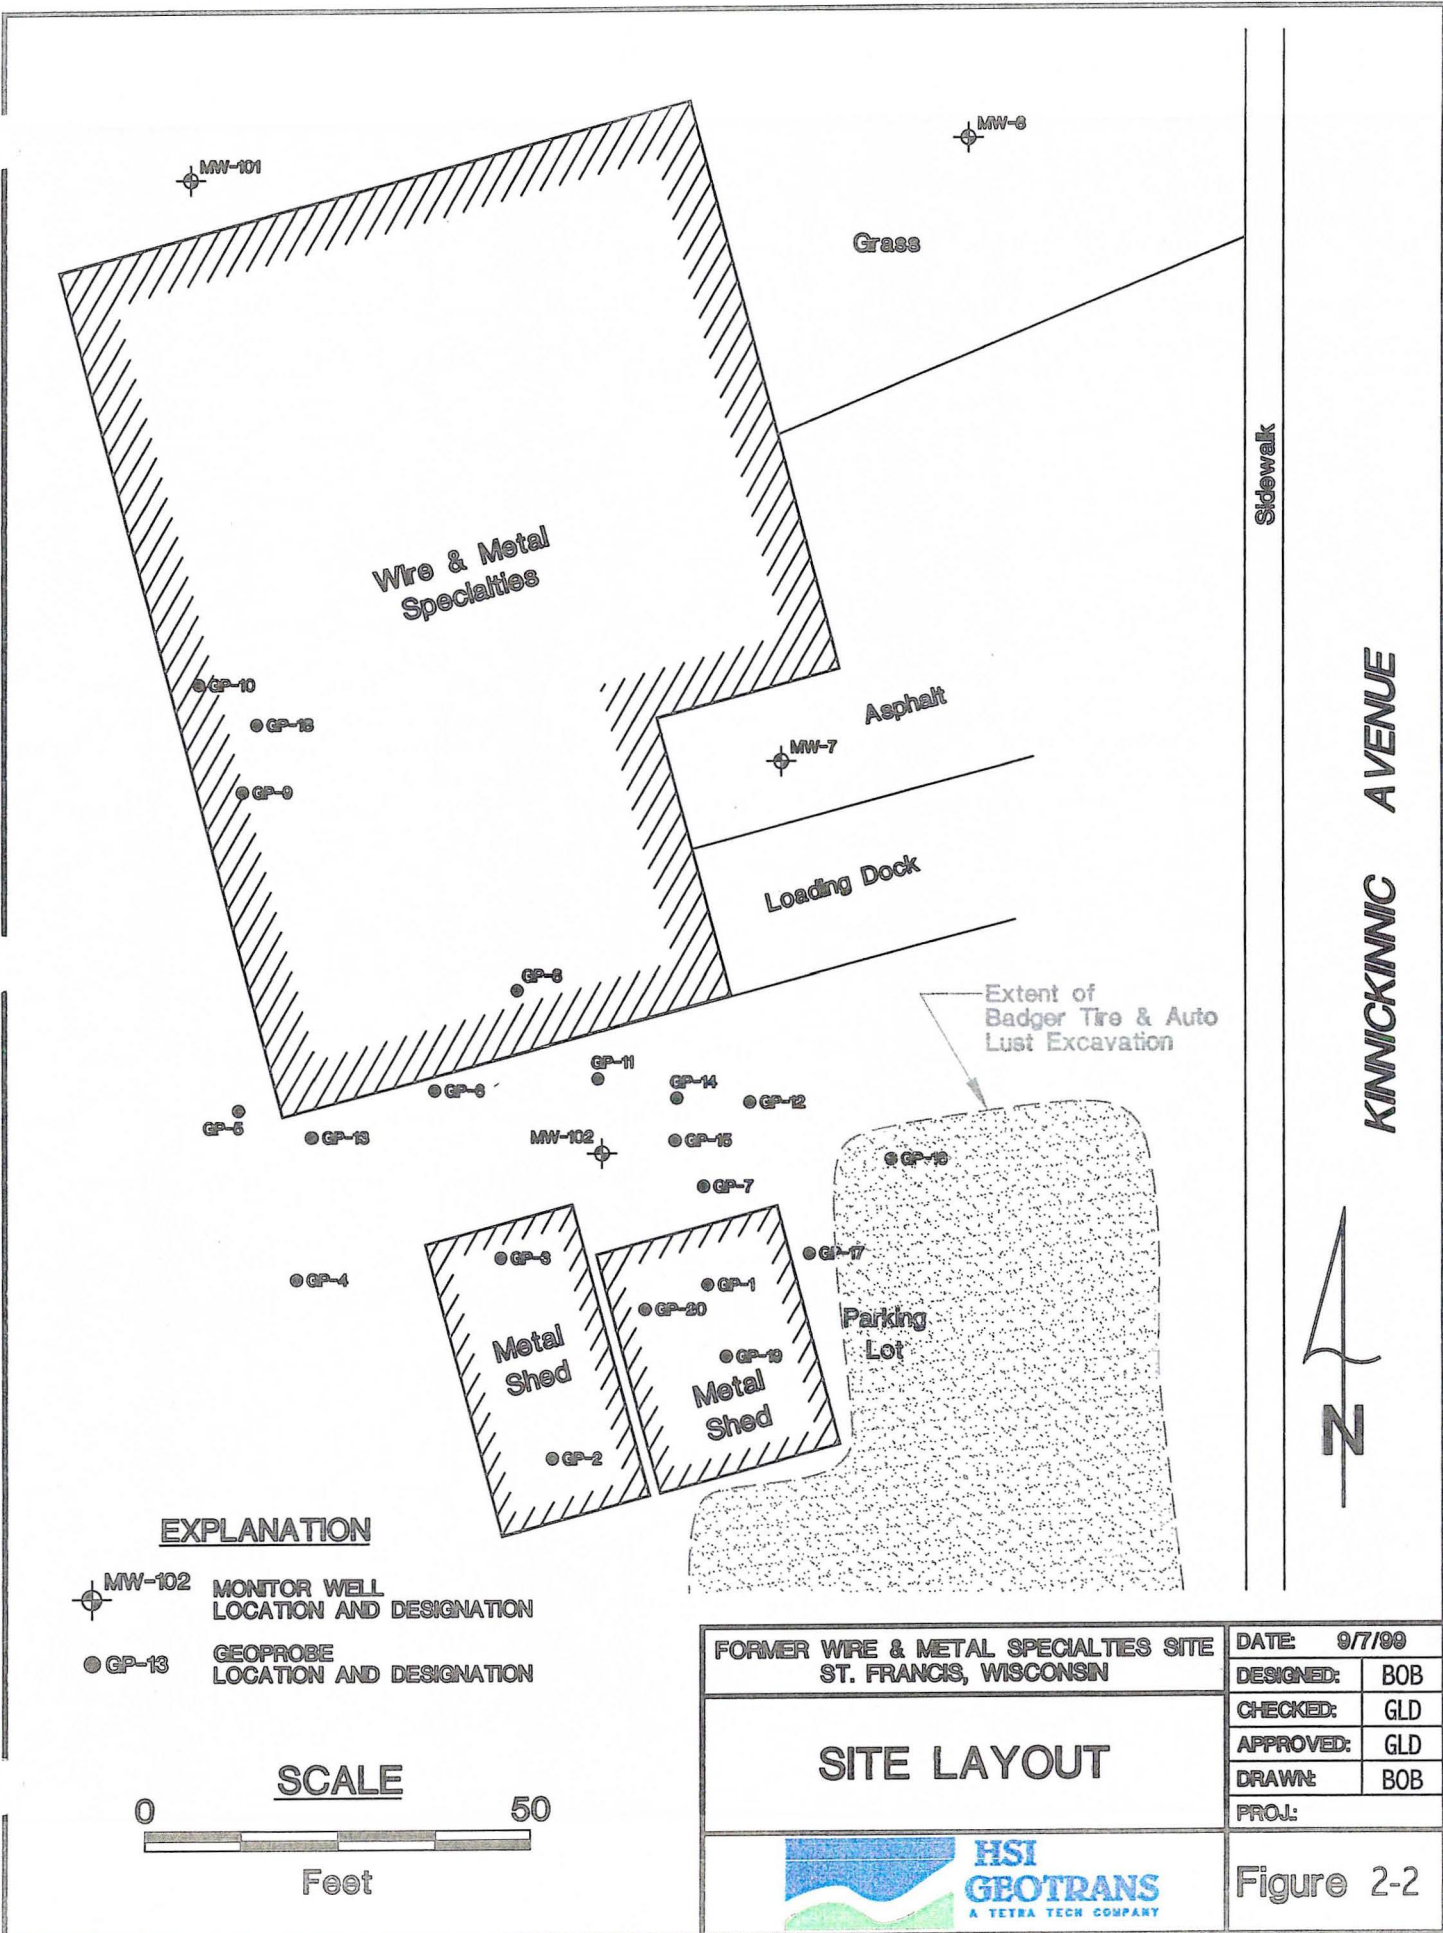 MW-101
MW-6
Grass
Sidewalk
Wire & Metal
Specialties
KINNICKINNIC AVENUE
GP-10
Asphalt
GP-16
MW-7
GP-9
Loading Dock
Extent of
Badger Tire & Auto
Lust Excavation
GP-11
GP-14
GP-12
GP-5
GP-13
MW-102
GP-15
GP-7
GP-3
GP-17
GP-4
GP-1
GP-20
Parking
Lot
Metal
Shed
GP-19
Metal
Shed
GP-2
N
EXPLANATION
MW-102 MONITOR WELL
LOCATION AND DESIGNATION
GP-13 GEOPROBE
LOCATION AND DESIGNATION
SCALE
0 50
Feet
FORMER WIRE & METAL SPECIALTIES SITE
ST. FRANCIS, WISCONSIN
SITE LAYOUT
DATE: 9/7/99
DESIGNED: BOB
CHECKED: GLD
APPROVED: GLD
DRAWN: BOB
PROJ.:
HSI
GEOTRANS
A TETRA TECH COMPANY
Figure 2-2